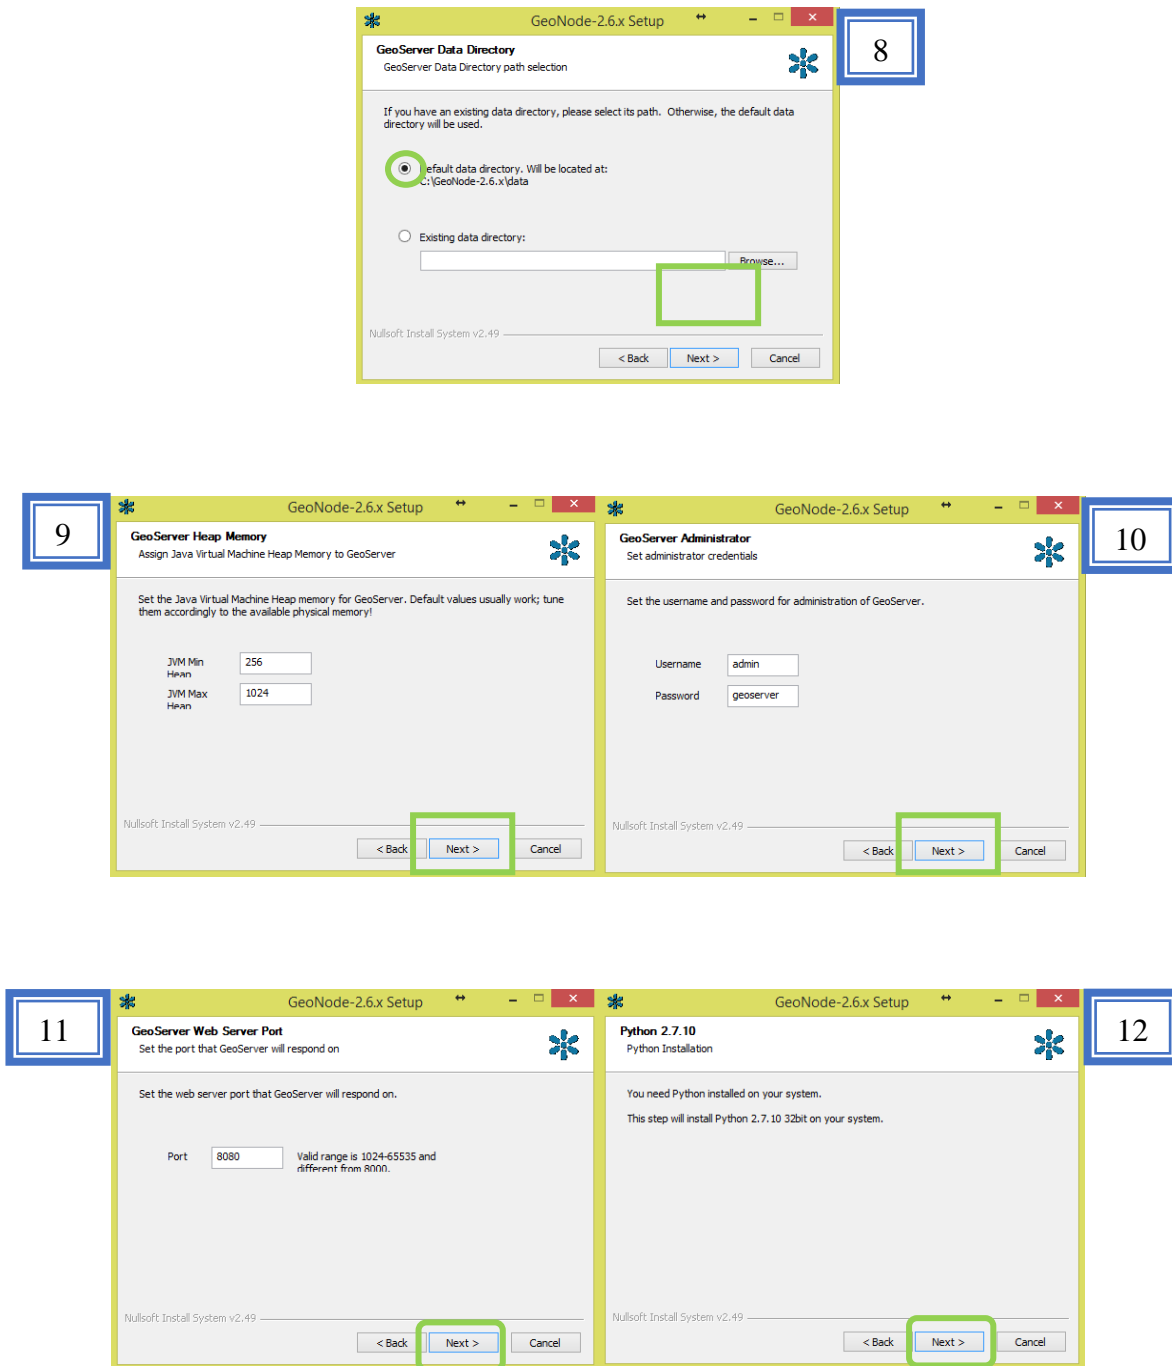 GeoNode-2.6.x Setup
8
GeoServer Data Directory
GeoServer Data Directory path selection
If you have an existing data directory, please select its path. Otherwise, the default data
directory will be used.
Default data directory. Will be located at:
C:\GeoNode-2.6.x\data
Existing data directory:
Browse...
Nullsoft Install System v2.49
< Back
Next >
Cancel
9
GeoNode-2.6.x Setup
GeoServer Heap Memory
Assign Java Virtual Machine Heap Memory to GeoServer
Set the Java Virtual Machine Heap memory for GeoServer. Default values usually work; tune
them accordingly to the available physical memory!
JVM Min
Heap
256
JVM Max
Heap
1024
Nullsoft Install System v2.49
< Back
Next >
Cancel
GeoNode-2.6.x Setup
10
GeoServer Administrator
Set administrator credentials
Set the username and password for administration of GeoServer.
Username
admin
Password
geoserver
Nullsoft Install System v2.49
< Back
Next >
Cancel
11
GeoNode-2.6.x Setup
GeoServer Web Server Port
Set the port that GeoServer will respond on
Set the web server port that GeoServer will respond on.
Port
8080
Valid range is 1024-65535 and
different from 8000.
Nullsoft Install System v2.49
< Back
Next >
Cancel
GeoNode-2.6.x Setup
12
Python 2.7.10
Python Installation
You need Python installed on your system.
This step will install Python 2.7.10 32bit on your system.
Nullsoft Install System v2.49
< Back
Next >
Cancel